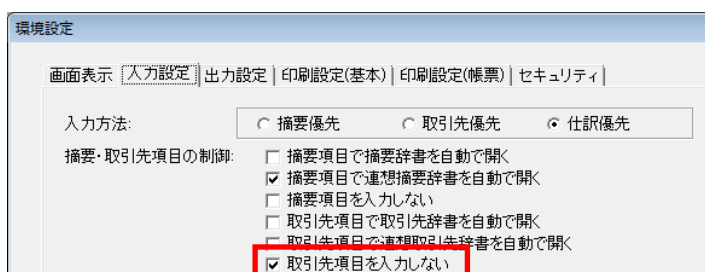 環境設定
画面表示 入力設定 出力設定 印刷設定(基本) 印刷設定(帳票) セキュリティ
入力方法: 摘要優先 取引先優先 仕訳優先
摘要・取引先項目の制御: 摘要項目で摘要辞書を自動で開く
摘要項目で連想摘要辞書を自動で開く
摘要項目を入力しない
取引先項目で取引先辞書を自動で開く
取引先項目で連想取引先辞書を自動で開く
取引先項目を入力しない